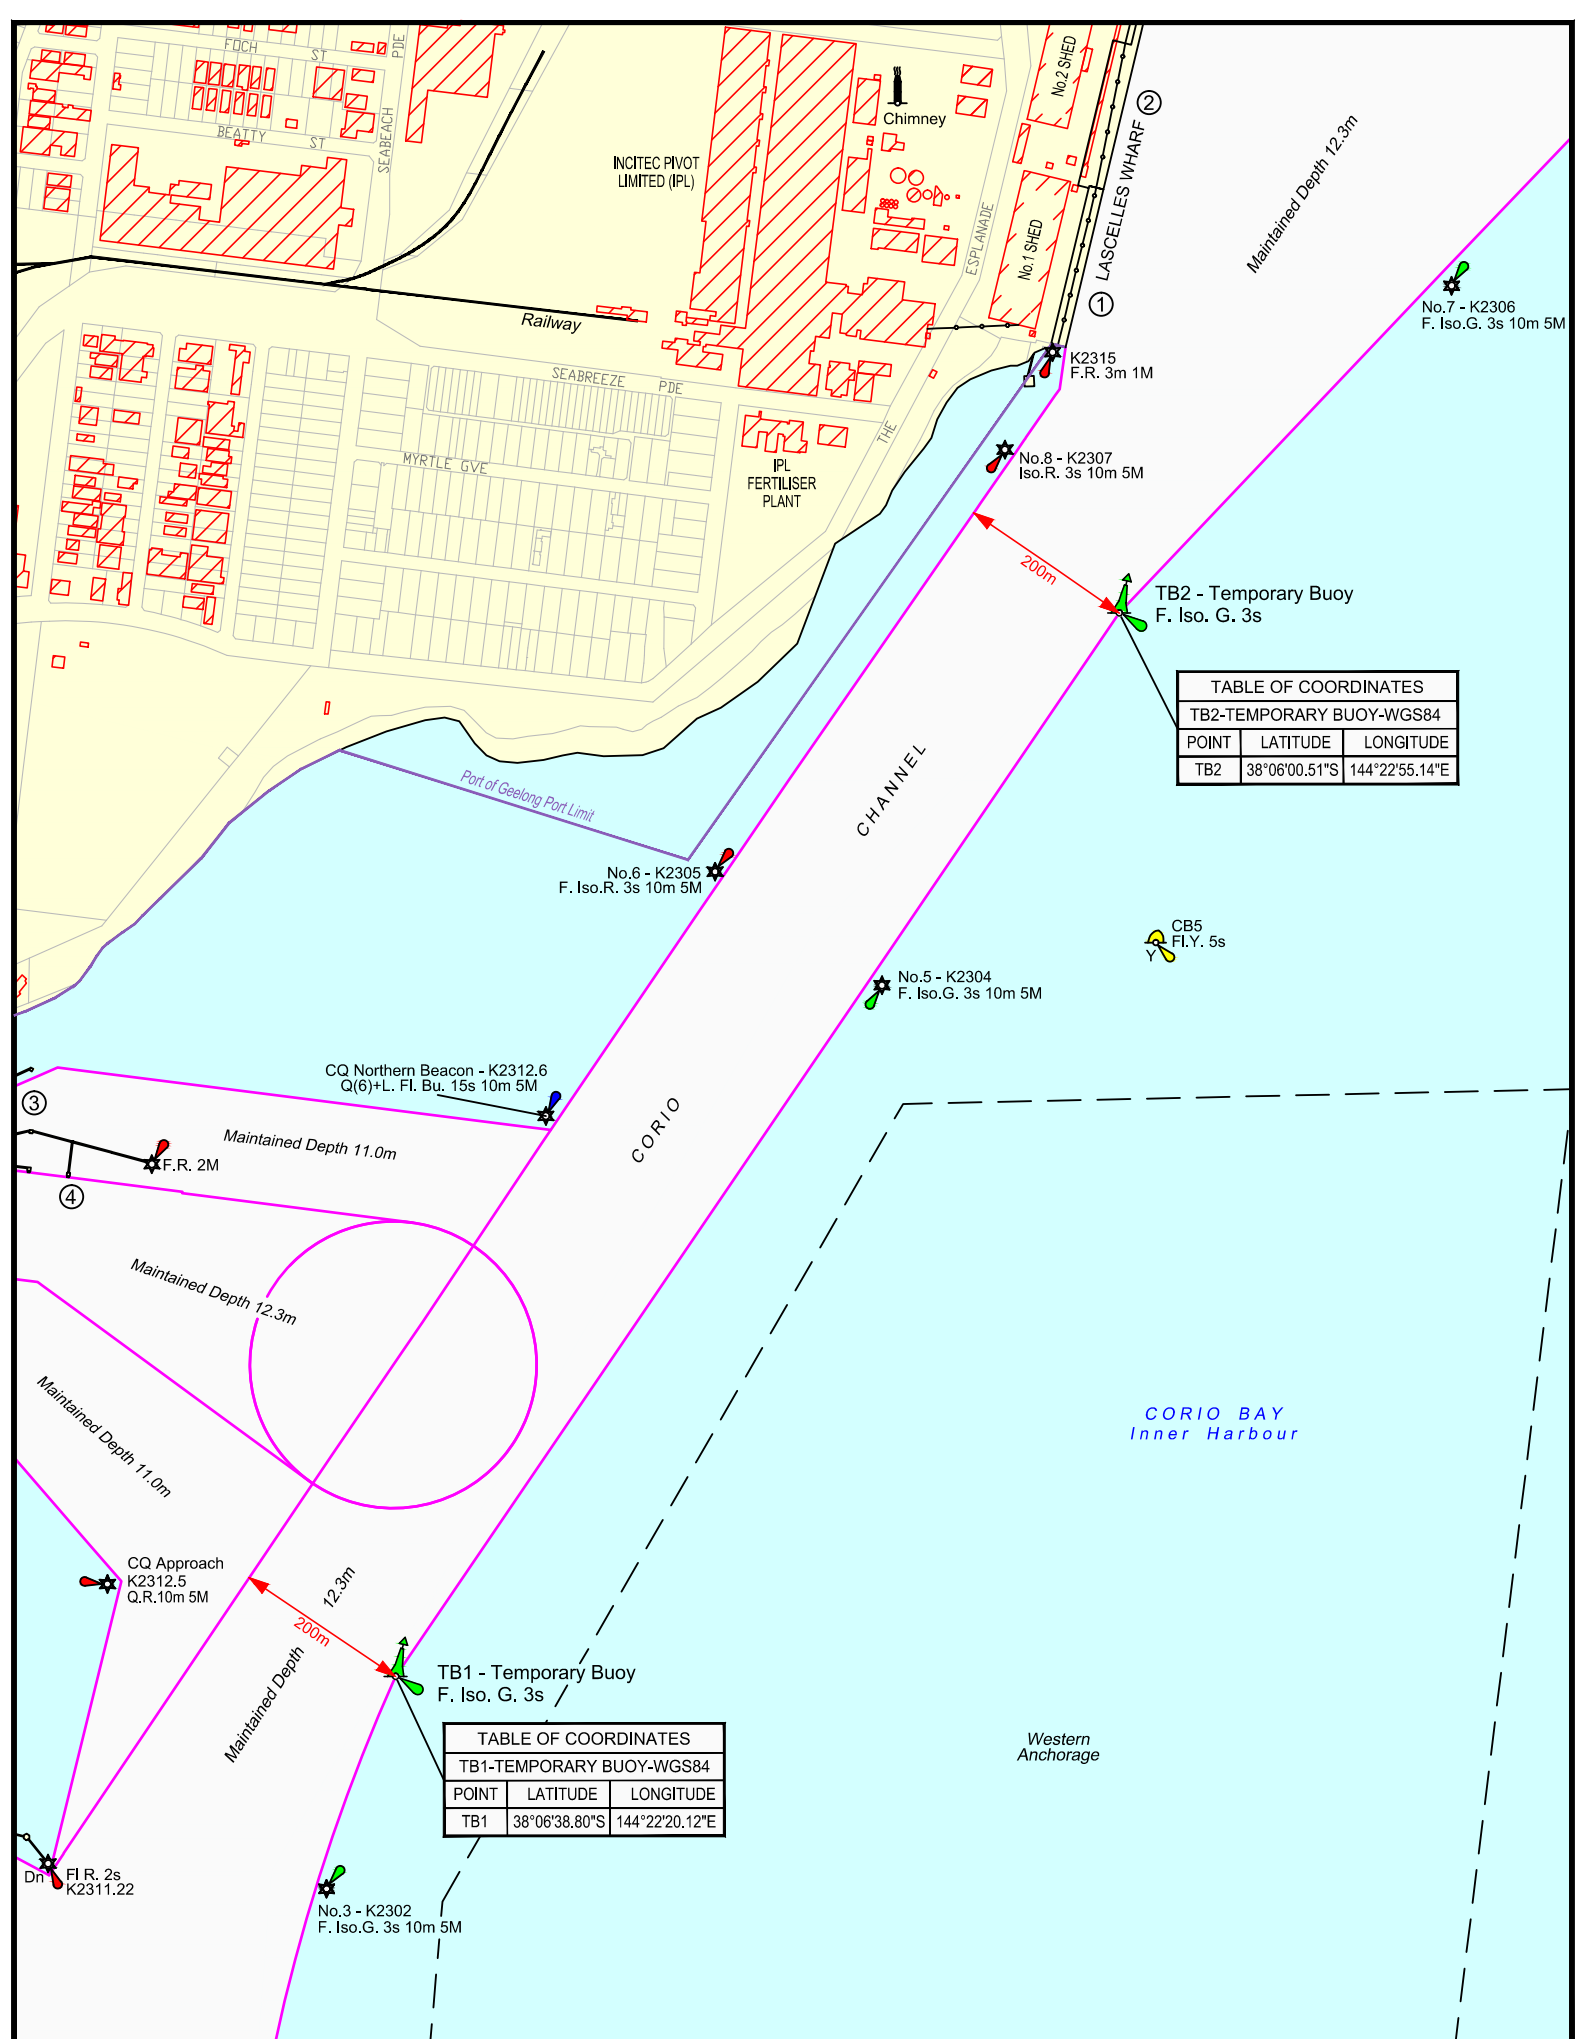 FOCH ST
PDE
BEATTY ST
SEABEACH
Chimney
INCITEC PIVOT
LIMITED (IPL)
No.2 SHED
No.1 SHED
ESPLANADE
THE
LASCELLES WHARF
2
1
Maintained Depth 12.3m
No.7 - K2306
F. Iso.G. 3s 10m 5M
Railway
K2315
F.R. 3m 1M
SEABREEZE PDE
MYRTLE GVE
IPL
FERTILISER
PLANT
No.8 - K2307
Iso.R. 3s 10m 5M
200m
TB2 - Temporary Buoy
F. Iso. G. 3s
TABLE OF COORDINATES
TB2-TEMPORARY BUOY-WGS84
POINT LATITUDE LONGITUDE
TB2 38°06'00.51"S 144°22'55.14"E
Port of Geelong Port Limit
CHANNEL
No.6 - K2305
F. Iso.R. 3s 10m 5M
CB5
Fl.Y. 5s
Y
No.5 - K2304
F. Iso.G. 3s 10m 5M
CQ Northern Beacon - K2312.6
Q(6)+L. Fl. Bu. 15s 10m 5M
CORIO
3
Maintained Depth 11.0m
F.R. 2M
4
Maintained Depth 12.3m
Maintained Depth 11.0m
CORIO BAY
Inner Harbour
CQ Approach
K2312.5
Q.R.10m 5M
Maintained Depth 12.3m
200m
TB1 - Temporary Buoy
F. Iso. G. 3s
TABLE OF COORDINATES
TB1-TEMPORARY BUOY-WGS84
POINT LATITUDE LONGITUDE
TB1 38°06'38.80"S 144°22'20.12"E
Western
Anchorage
Dn
Fl R. 2s
K2311.22
No.3 - K2302
F. Iso.G. 3s 10m 5M